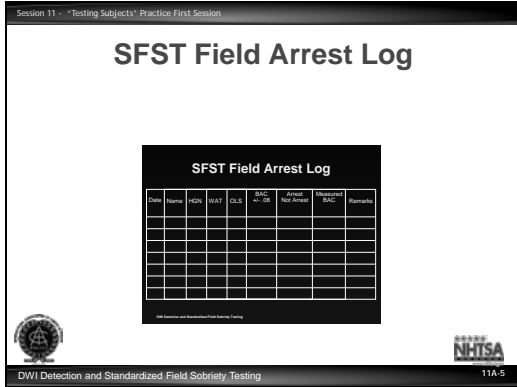 Session 11 - "Testing Subjects" Practice First Session
SFST Field Arrest Log
SFST Field Arrest Log
Date Name HGN WAT OLS BAC +/- .08 Arrest Not Arrest Measured BAC Remarks
DWI Detection and Standardized Field Sobriety Testing
NHTSA
DWI Detection and Standardized Field Sobriety Testing 11A-5